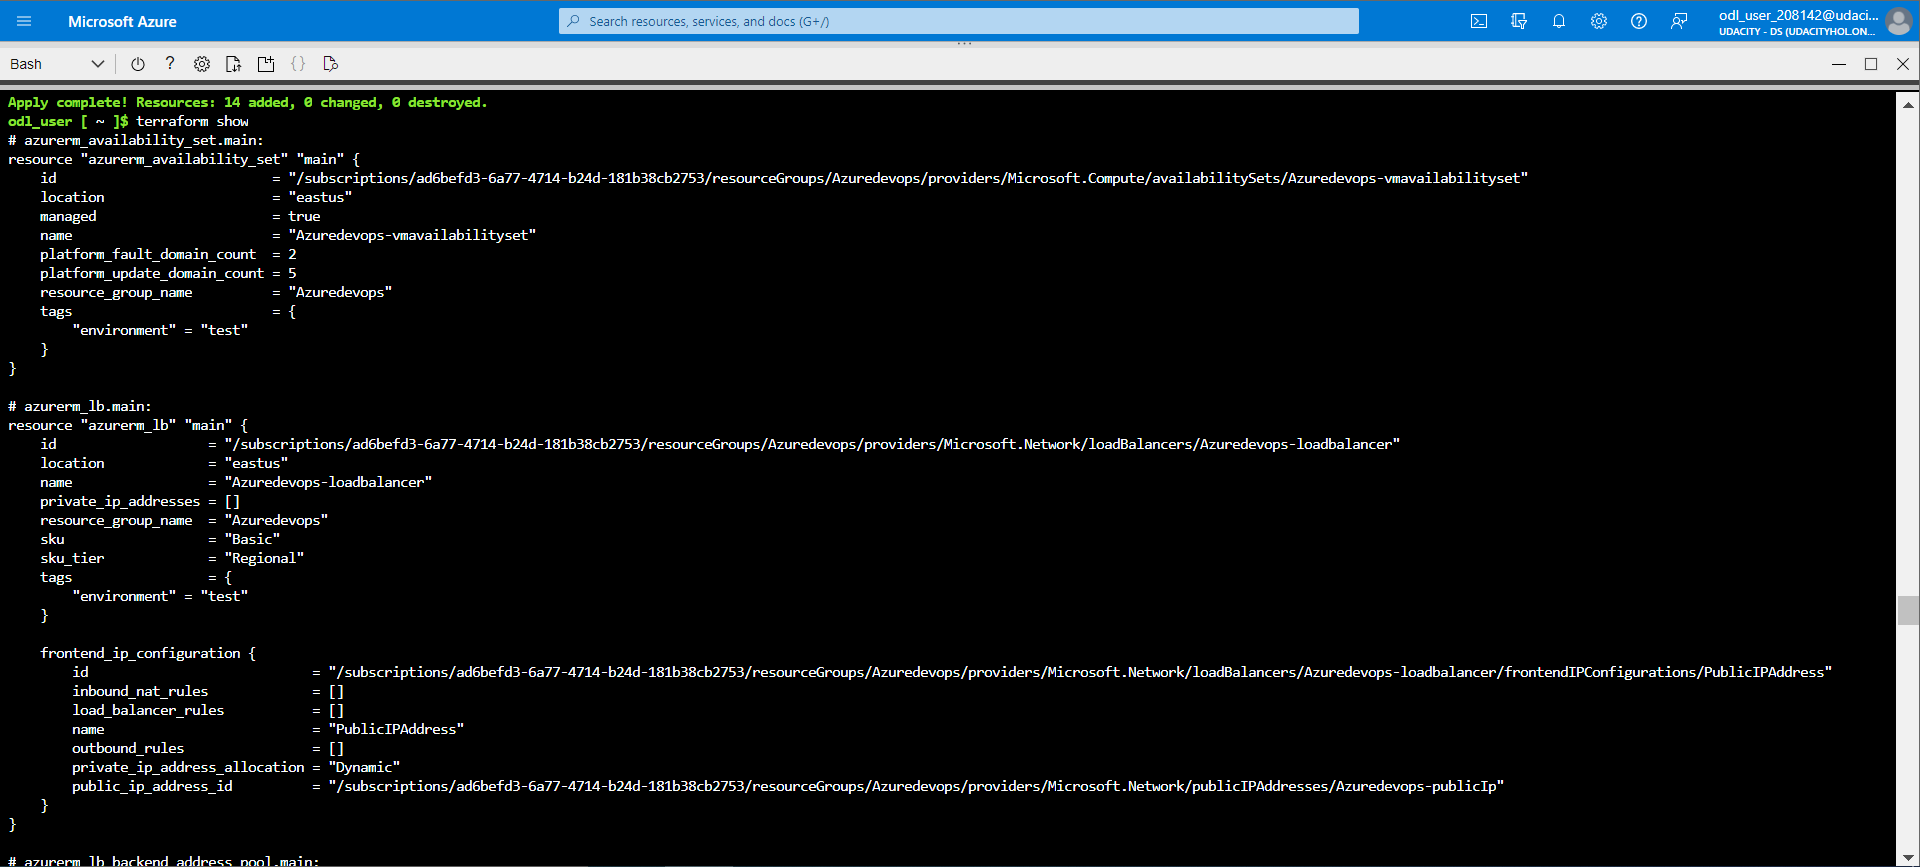 Microsoft Azure
Search resources, services, and docs (G+/)
odl_user_208142@udaci...
UDACITY - DS (UDACITYHOL.ON...
Bash
Apply complete! Resources: 14 added, 0 changed, 0 destroyed.
odl_user [ ~ ]$ terraform show
# azurerm_availability_set.main:
resource "azurerm_availability_set" "main" {
    id                           = "/subscriptions/ad6befd3-6a77-4714-b24d-181b38cb2753/resourceGroups/Azuredevops/providers/Microsoft.Compute/availabilitySets/Azuredevops-vmavailabilityset"
    location                     = "eastus"
    managed                      = true
    name                         = "Azuredevops-vmavailabilityset"
    platform_fault_domain_count  = 2
    platform_update_domain_count = 5
    resource_group_name          = "Azuredevops"
    tags                         = {
        "environment" = "test"
    }
}
# azurerm_lb.main:
resource "azurerm_lb" "main" {
    id                   = "/subscriptions/ad6befd3-6a77-4714-b24d-181b38cb2753/resourceGroups/Azuredevops/providers/Microsoft.Network/loadBalancers/Azuredevops-loadbalancer"
    location             = "eastus"
    name                 = "Azuredevops-loadbalancer"
    private_ip_addresses = []
    resource_group_name  = "Azuredevops"
    sku                  = "Basic"
    sku_tier             = "Regional"
    tags                 = {
        "environment" = "test"
    }
    frontend_ip_configuration {
        id                            = "/subscriptions/ad6befd3-6a77-4714-b24d-181b38cb2753/resourceGroups/Azuredevops/providers/Microsoft.Network/loadBalancers/Azuredevops-loadbalancer/frontendIPConfigurations/PublicIPAddress"
        inbound_nat_rules             = []
        load_balancer_rules           = []
        name                          = "PublicIPAddress"
        outbound_rules                = []
        private_ip_address_allocation = "Dynamic"
        public_ip_address_id          = "/subscriptions/ad6befd3-6a77-4714-b24d-181b38cb2753/resourceGroups/Azuredevops/providers/Microsoft.Network/publicIPAddresses/Azuredevops-publicIp"
    }
}
# azurerm_lb_backend_address_pool.main: